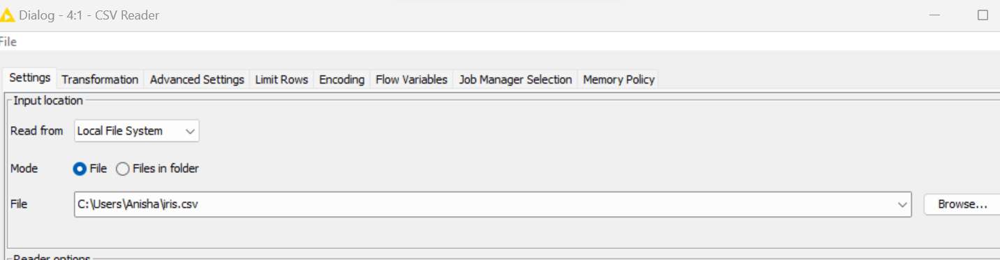 Dialog - 4:1 - CSV Reader
File
Settings Transformation Advanced Settings Limit Rows Encoding Flow Variables Job Manager Selection Memory Policy
Input location
Read from Local File System
Mode File Files in folder
File C:\Users\Anisha\iris.csv Browse...
Reader options